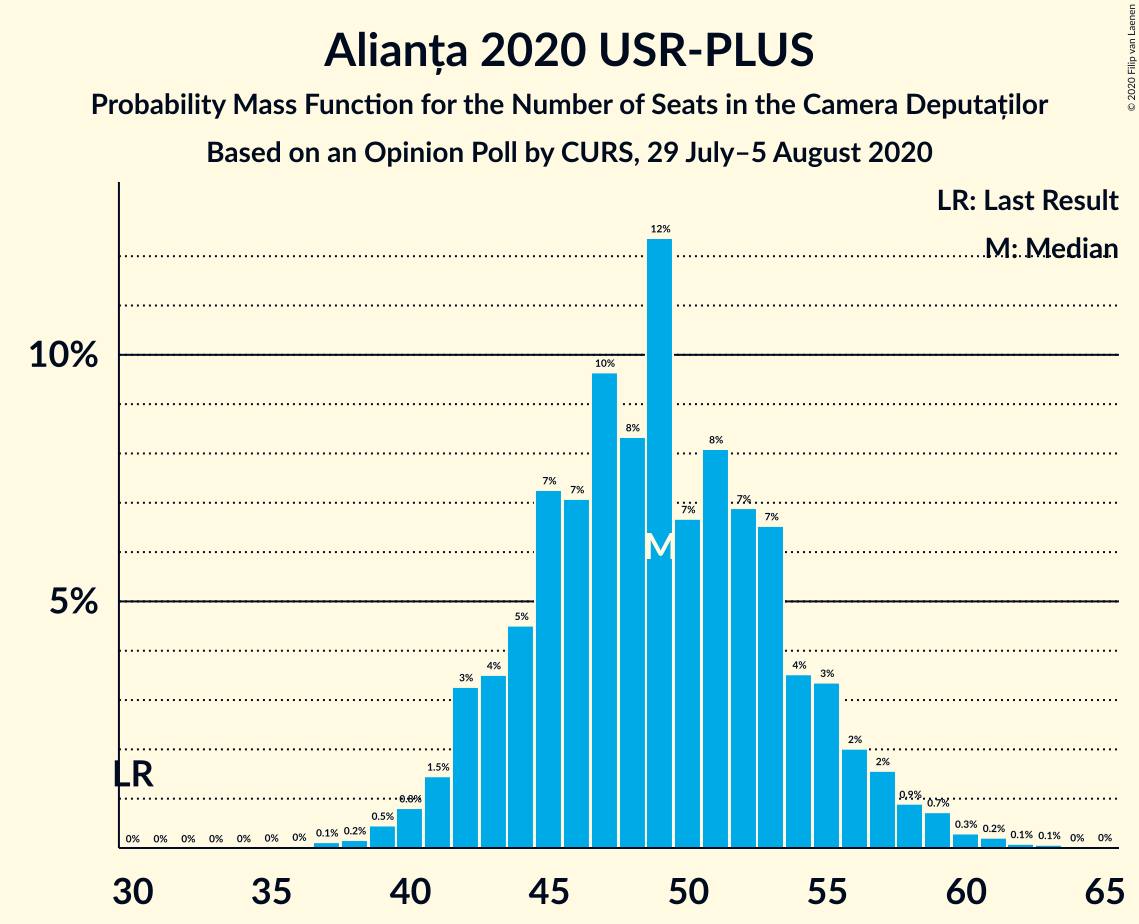 Alianța 2020 USR-PLUS
Probability Mass Function for the Number of Seats in the Camera Deputaților
Based on an Opinion Poll by CURS, 29 July–5 August 2020
© 2020 Filip van Laenen
LR: Last Result
M: Median
10%
5%
0% 0% 0% 0% 0% 0% 0% 0.1% 0.2% 0.5% 0.8% 1.5% 3% 4% 5% 7% 7% 10% 8% 12% 7% 8% 7% 7% 4% 3% 2% 2% 0.9% 0.7% 0.3% 0.2% 0.1% 0.1% 0% 0%
M
LR
30 35 40 45 50 55 60 65